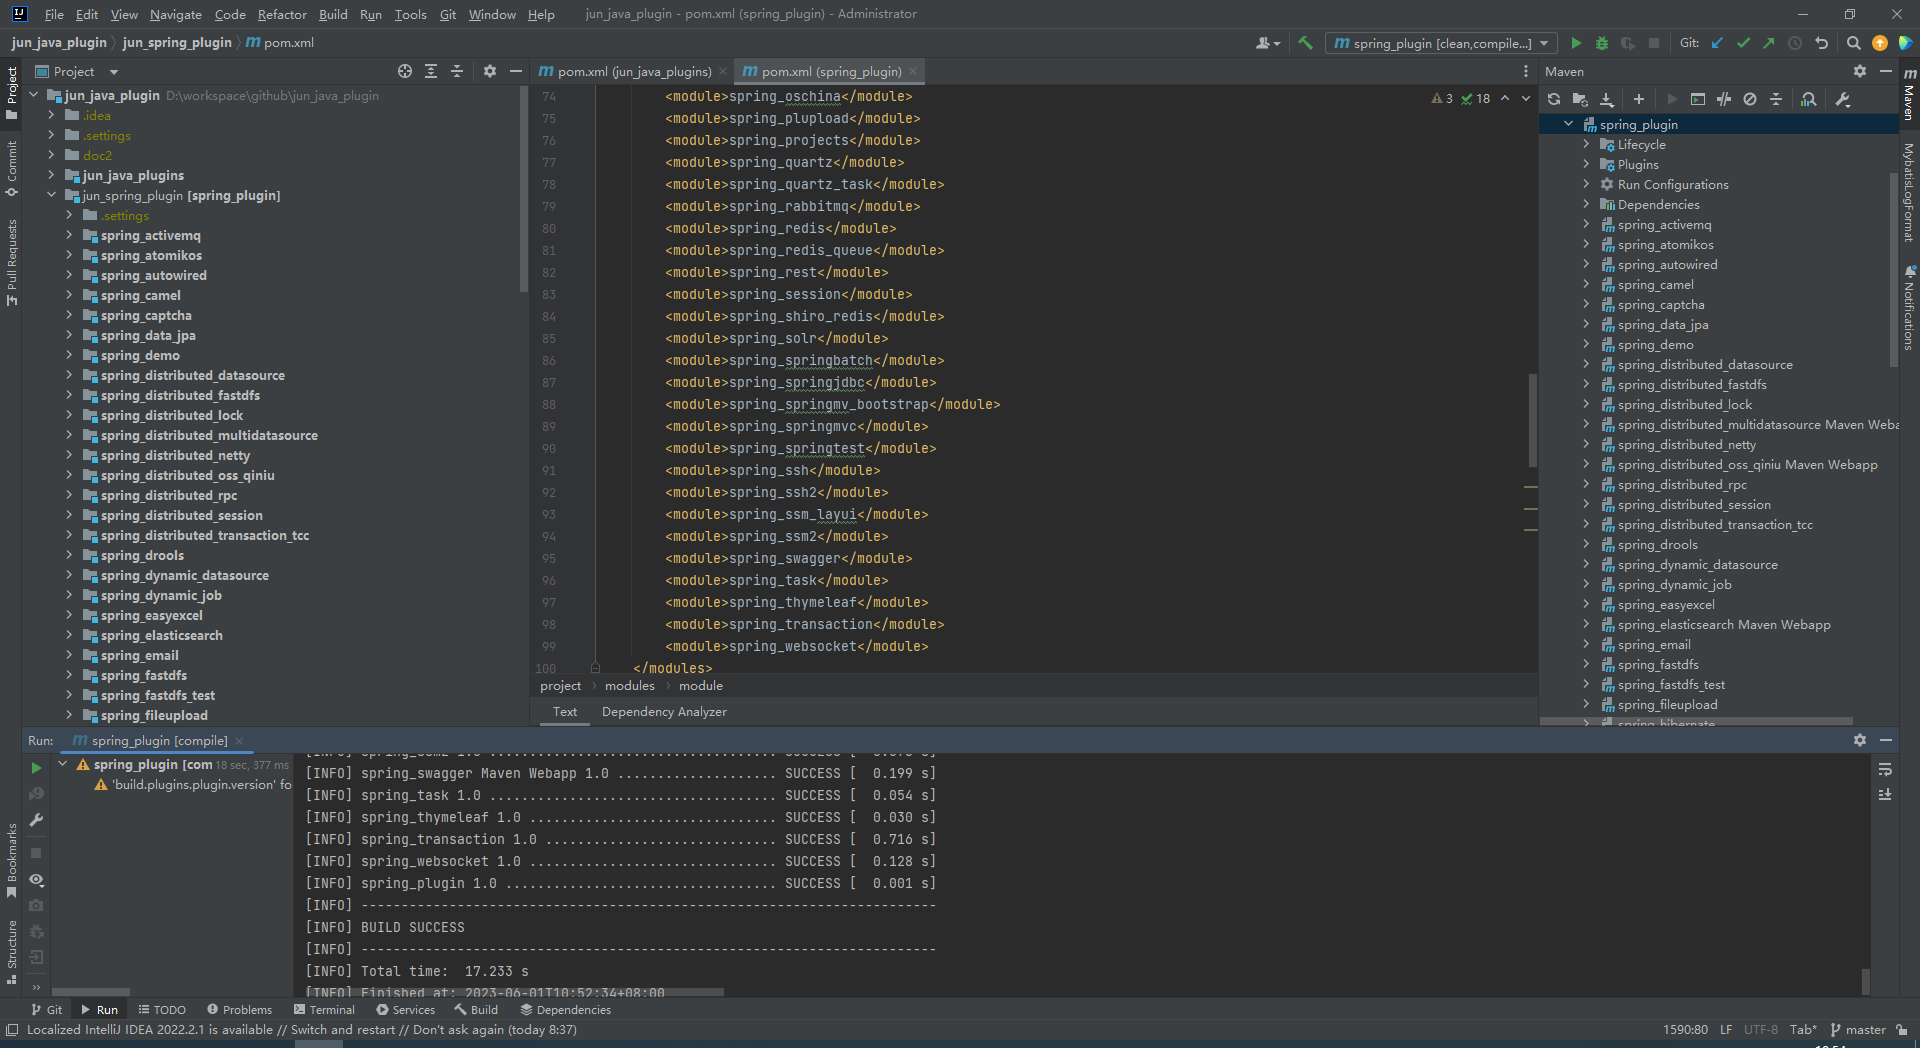 File Edit View Navigate Code Refactor Build Run Tools Git Window Help jun_java_plugin - pom.xml (spring_plugin) - Administrator
jun_java_plugin jun_spring_plugin m pom.xml
spring_plugin [clean,compile...] Git:
Project
pom.xml (jun_java_plugins) pom.xml (spring_plugin)
Maven
jun_java_plugin D:\workspace\github\jun_java_plugin
.idea
.settings
doc2
jun_java_plugins
jun_spring_plugin [spring_plugin]
.settings
spring_activemq
spring_atomikos
spring_autowired
spring_camel
spring_captcha
spring_data_jpa
spring_demo
spring_distributed_datasource
spring_distributed_fastdfs
spring_distributed_lock
spring_distributed_multidatasource
spring_distributed_netty
spring_distributed_oss_qiniu
spring_distributed_rpc
spring_distributed_session
spring_distributed_transaction_tcc
spring_drools
spring_dynamic_datasource
spring_dynamic_job
spring_easyexcel
spring_elasticsearch
spring_email
spring_fastdfs
spring_fastdfs_test
spring_fileupload
74 <module>spring_oschina</module>
75 <module>spring_plupload</module>
76 <module>spring_projects</module>
77 <module>spring_quartz</module>
78 <module>spring_quartz_task</module>
79 <module>spring_rabbitmq</module>
80 <module>spring_redis</module>
81 <module>spring_redis_queue</module>
82 <module>spring_rest</module>
83 <module>spring_session</module>
84 <module>spring_shiro_redis</module>
85 <module>spring_solr</module>
86 <module>spring_springbatch</module>
87 <module>spring_springjdbc</module>
88 <module>spring_springmv_bootstrap</module>
89 <module>spring_springmvc</module>
90 <module>spring_springtest</module>
91 <module>spring_ssh</module>
92 <module>spring_ssh2</module>
93 <module>spring_ssm_layui</module>
94 <module>spring_ssm2</module>
95 <module>spring_swagger</module>
96 <module>spring_task</module>
97 <module>spring_thymeleaf</module>
98 <module>spring_transaction</module>
99 <module>spring_websocket</module>
100 </modules>
3 18
project modules module
Text Dependency Analyzer
spring_plugin
Lifecycle
Plugins
Run Configurations
Dependencies
spring_activemq
spring_atomikos
spring_autowired
spring_camel
spring_captcha
spring_data_jpa
spring_demo
spring_distributed_datasource
spring_distributed_fastdfs
spring_distributed_lock
spring_distributed_multidatasource Maven Weba
spring_distributed_netty
spring_distributed_oss_qiniu Maven Webapp
spring_distributed_rpc
spring_distributed_session
spring_distributed_transaction_tcc
spring_drools
spring_dynamic_datasource
spring_dynamic_job
spring_easyexcel
spring_elasticsearch Maven Webapp
spring_email
spring_fastdfs
spring_fastdfs_test
spring_fileupload
spring_hibernate
Project
Commit
Pull Requests
Bookmarks
Structure
Maven
MybatisLogFormat
Notifications
Run: spring_plugin [compile]
spring_plugin [com 18 sec, 377 ms
'build.plugins.plugin.version' fo
[INFO] spring_swagger Maven Webapp 1.0 .................... SUCCESS [  0.199 s]
[INFO] spring_task 1.0 .................................... SUCCESS [  0.054 s]
[INFO] spring_thymeleaf 1.0 ............................... SUCCESS [  0.030 s]
[INFO] spring_transaction 1.0 ............................. SUCCESS [  0.716 s]
[INFO] spring_websocket 1.0 ............................... SUCCESS [  0.128 s]
[INFO] spring_plugin 1.0 .................................. SUCCESS [  0.001 s]
[INFO] ------------------------------------------------------------------------
[INFO] BUILD SUCCESS
[INFO] ------------------------------------------------------------------------
[INFO] Total time:  17.233 s
[INFO] Finished at: 2023-06-01T10:52:34+08:00
Git Run TODO Problems Terminal Services Build Dependencies
Localized IntelliJ IDEA 2022.2.1 is available // Switch and restart // Don't ask again (today 8:37) 1590:80 LF UTF-8 Tab* master